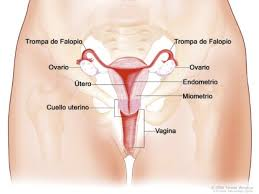 Trompa de Falopio
Trompa de Falopio
Ovario
Ovario
Útero
Endometrio
Miometrio
Cuello uterino
Vagina